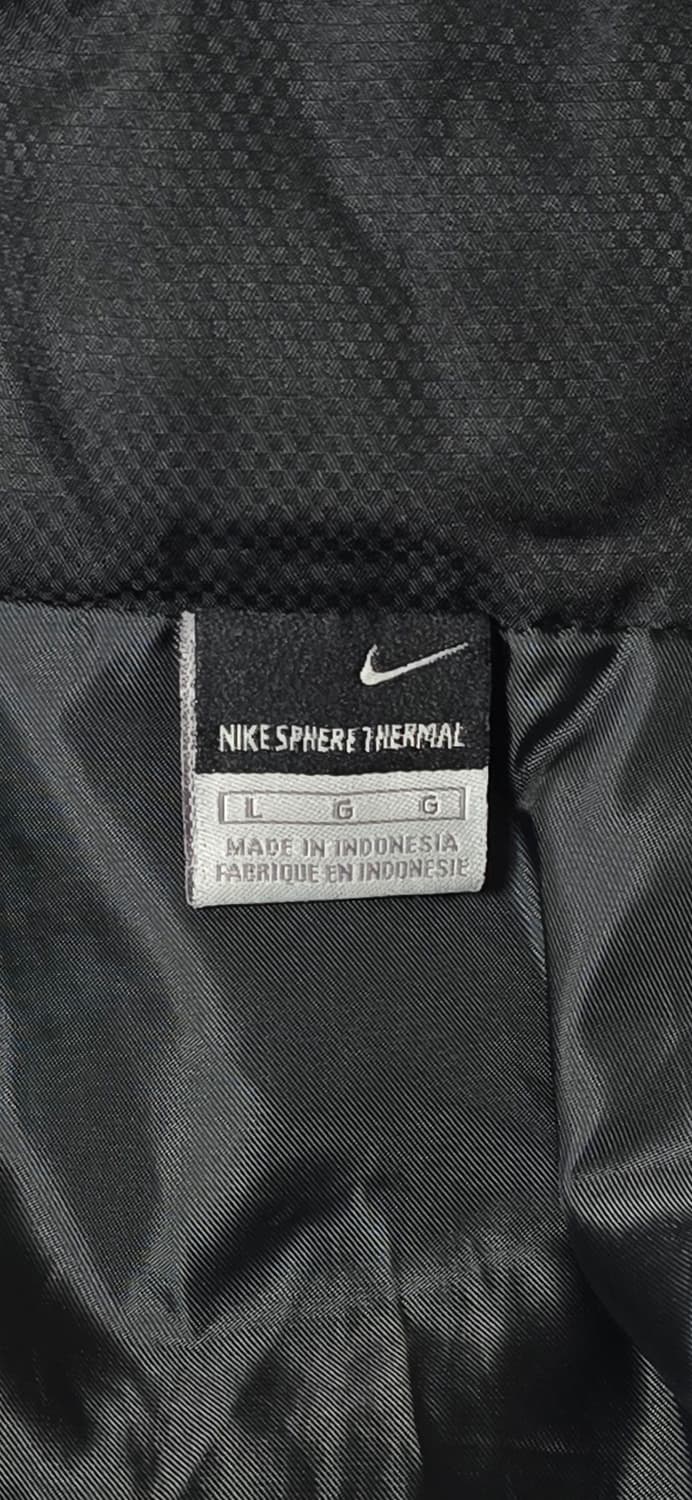 NIKE SPHERE THERMAL
L G G
MADE IN INDONESIA
FABRIQUE EN INDONESIE